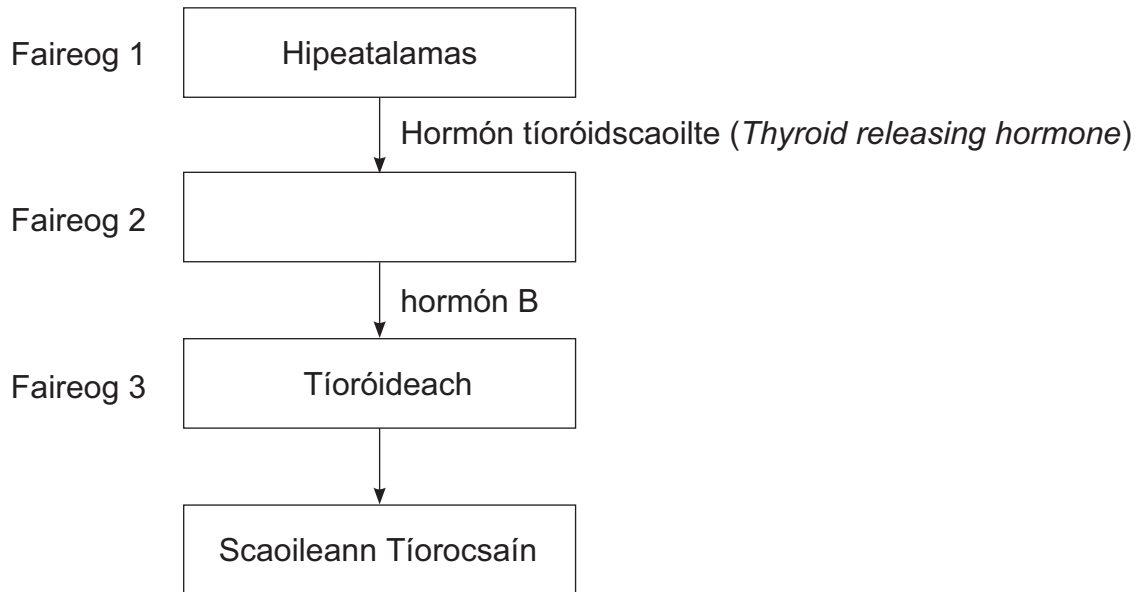 Faireog 1
Hipeatalamas
Hormón tíoróidscaoilte (Thyroid releasing hormone)
Faireog 2
hormón B
Faireog 3
Tíoróideach
Scaoileann Tíorocsaín